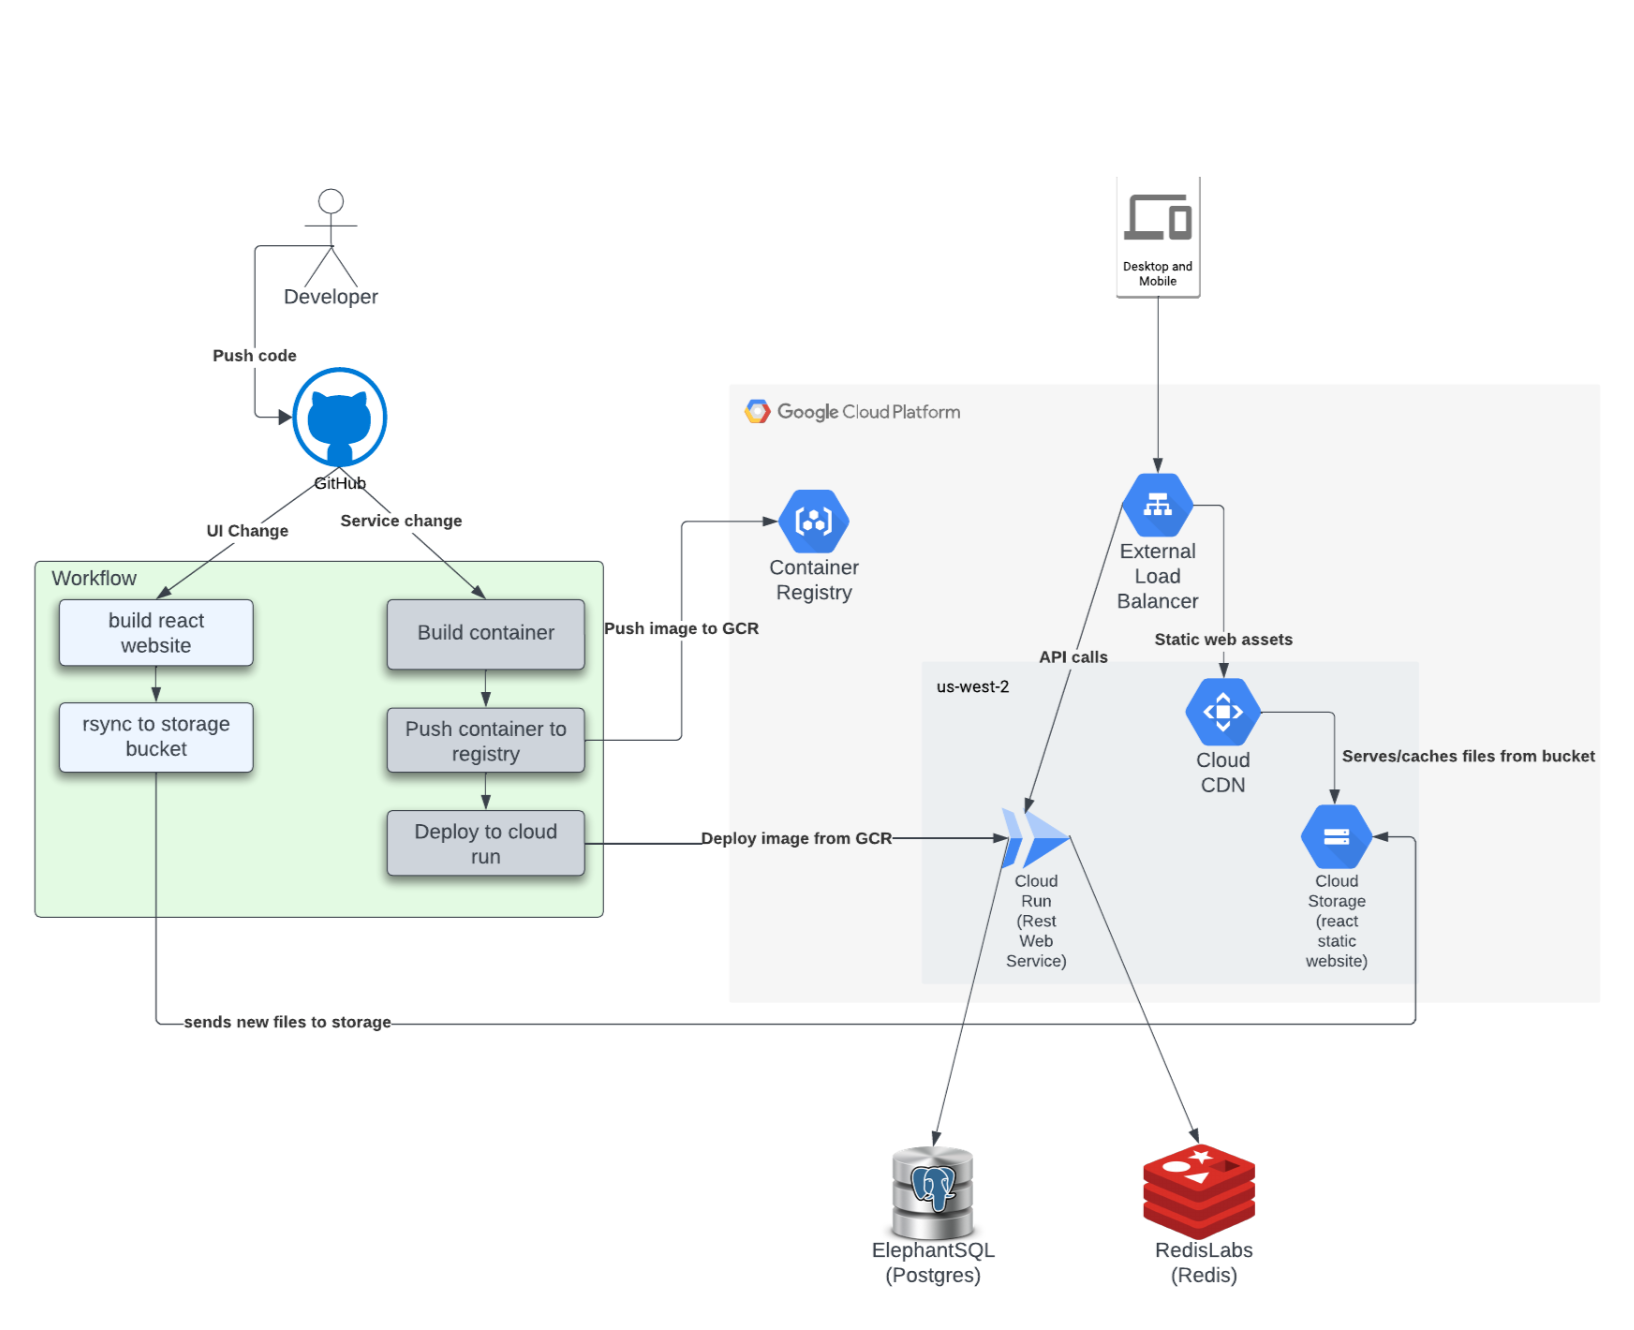 Desktop and
Mobile
Developer
Push code
Google Cloud Platform
GitHub
UI Change
Service change
Workflow
build react
website
rsync to storage
bucket
Build container
Push container to
registry
Deploy to cloud
run
Push image to GCR
Container
Registry
External
Load
Balancer
API calls
Static web assets
us-west-2
Cloud
CDN
Serves/caches files from bucket
Deploy image from GCR
Cloud
Run
(Rest
Web
Service)
Cloud
Storage
(react
static
website)
sends new files to storage
ElephantSQL
(Postgres)
RedisLabs
(Redis)